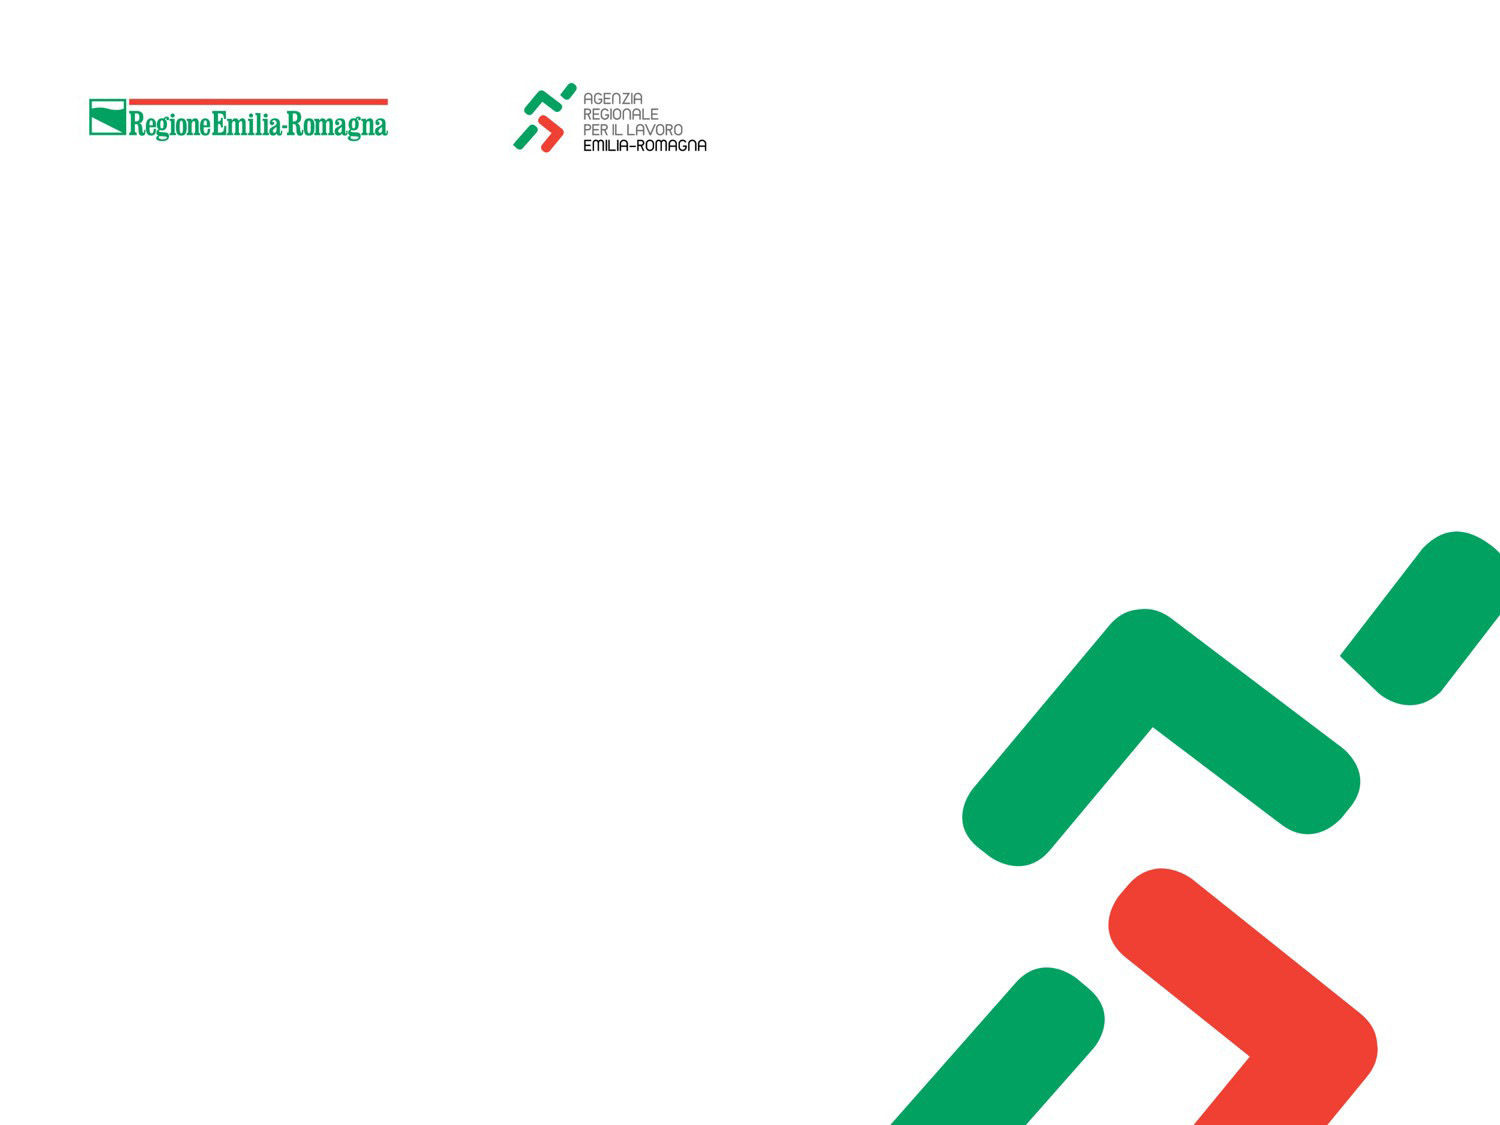 RegioneEmilia-Romagna
AGENZIA
REGIONALE
PER IL LAVORO
EMILIA-ROMAGNA